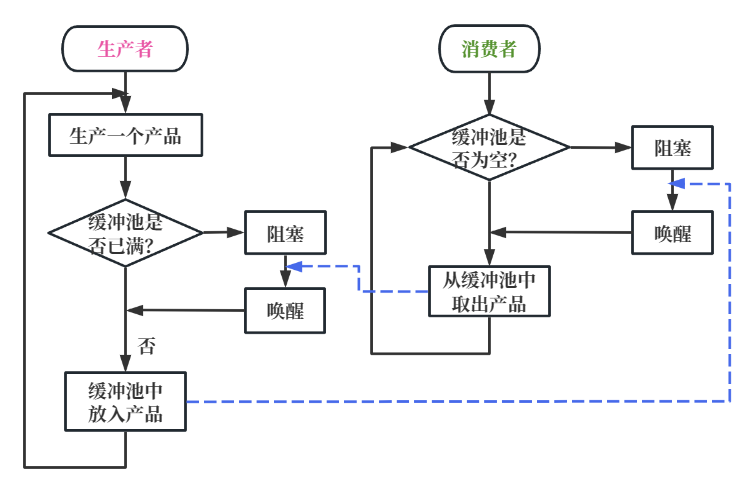 生产者
生产一个产品
缓冲池是
否已满?
阻塞
唤醒
否
缓冲池中
放入产品
消费者
缓冲池是
否为空?
阻塞
唤醒
从缓冲池中
取出产品